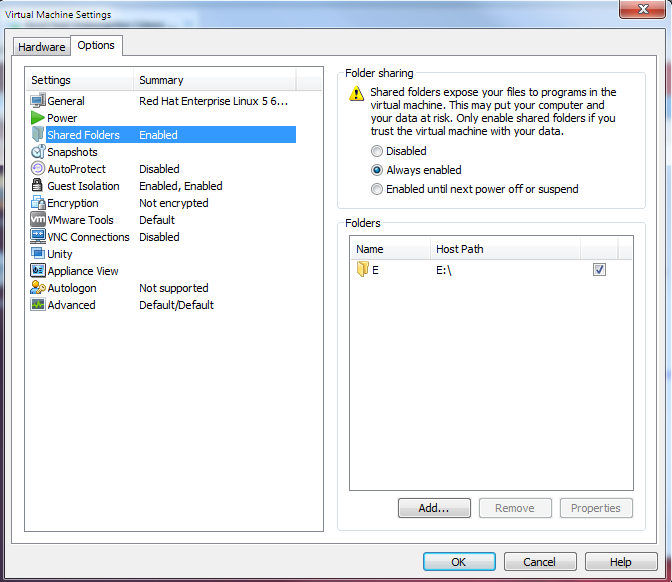 Virtual Machine Settings
Hardware
Options
Settings Summary
General Red Hat Enterprise Linux 5 6...
Power
Shared Folders Enabled
Snapshots
AutoProtect Disabled
Guest Isolation Enabled, Enabled
Encryption Not encrypted
VMware Tools Default
VNC Connections Disabled
Unity
Appliance View
Autologon Not supported
Advanced Default/Default
Folder sharing
Shared folders expose your files to programs in the
virtual machine. This may put your computer and
your data at risk. Only enable shared folders if you
trust the virtual machine with your data.
Disabled
Always enabled
Enabled until next power off or suspend
Folders
Name Host Path
E E:\
Add... Remove Properties
OK Cancel Help